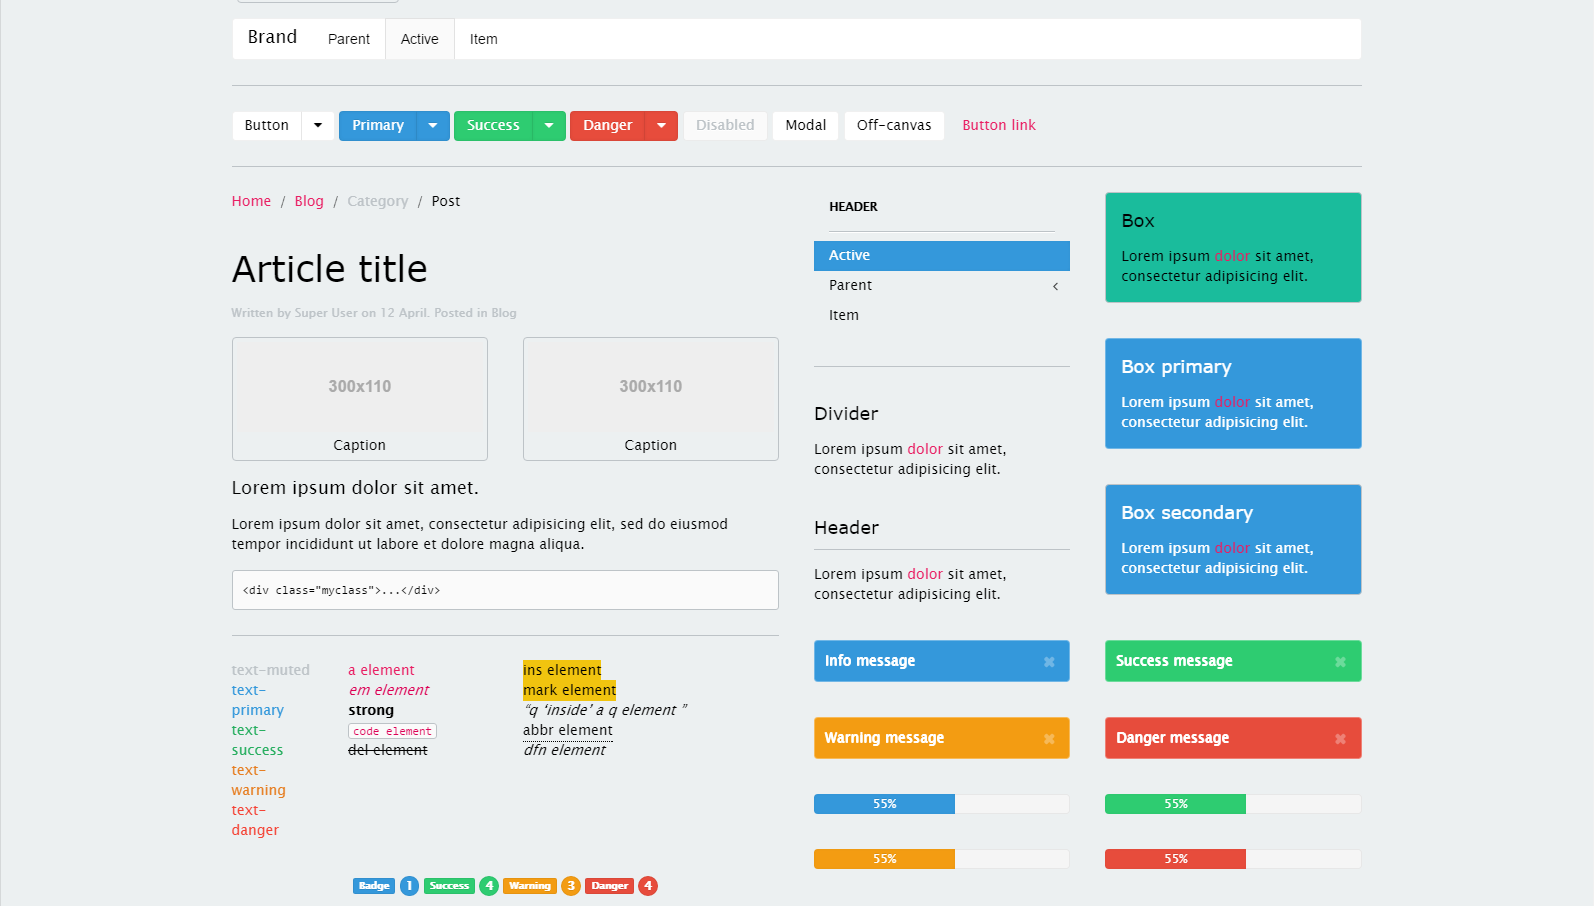 Brand Parent Active Item
Button Primary Success Danger Disabled Modal Off-canvas Button link
Home / Blog / Category / Post
Article title
Written by Super User on 12 April. Posted in Blog
300x110 300x110
Caption Caption
Lorem ipsum dolor sit amet.
Lorem ipsum dolor sit amet, consectetur adipisicing elit, sed do eiusmod
tempor incididunt ut labore et dolore magna aliqua.
<div class="myclass">...</div>
text-muted
text-
primary
text-
success
text-
warning
text-
danger
a element
em element
strong
code element
del element
ins element
mark element
“q ‘inside’ a q element ”
abbr element
dfn element
Badge 1 Success 4 Warning 3 Danger 4
HEADER
Active
Parent
Item
Divider
Lorem ipsum dolor sit amet,
consectetur adipisicing elit.
Header
Lorem ipsum dolor sit amet,
consectetur adipisicing elit.
Box
Lorem ipsum dolor sit amet,
consectetur adipisicing elit.
Box primary
Lorem ipsum dolor sit amet,
consectetur adipisicing elit.
Box secondary
Lorem ipsum dolor sit amet,
consectetur adipisicing elit.
Info message
Success message
Warning message
Danger message
55%
55%
55%
55%